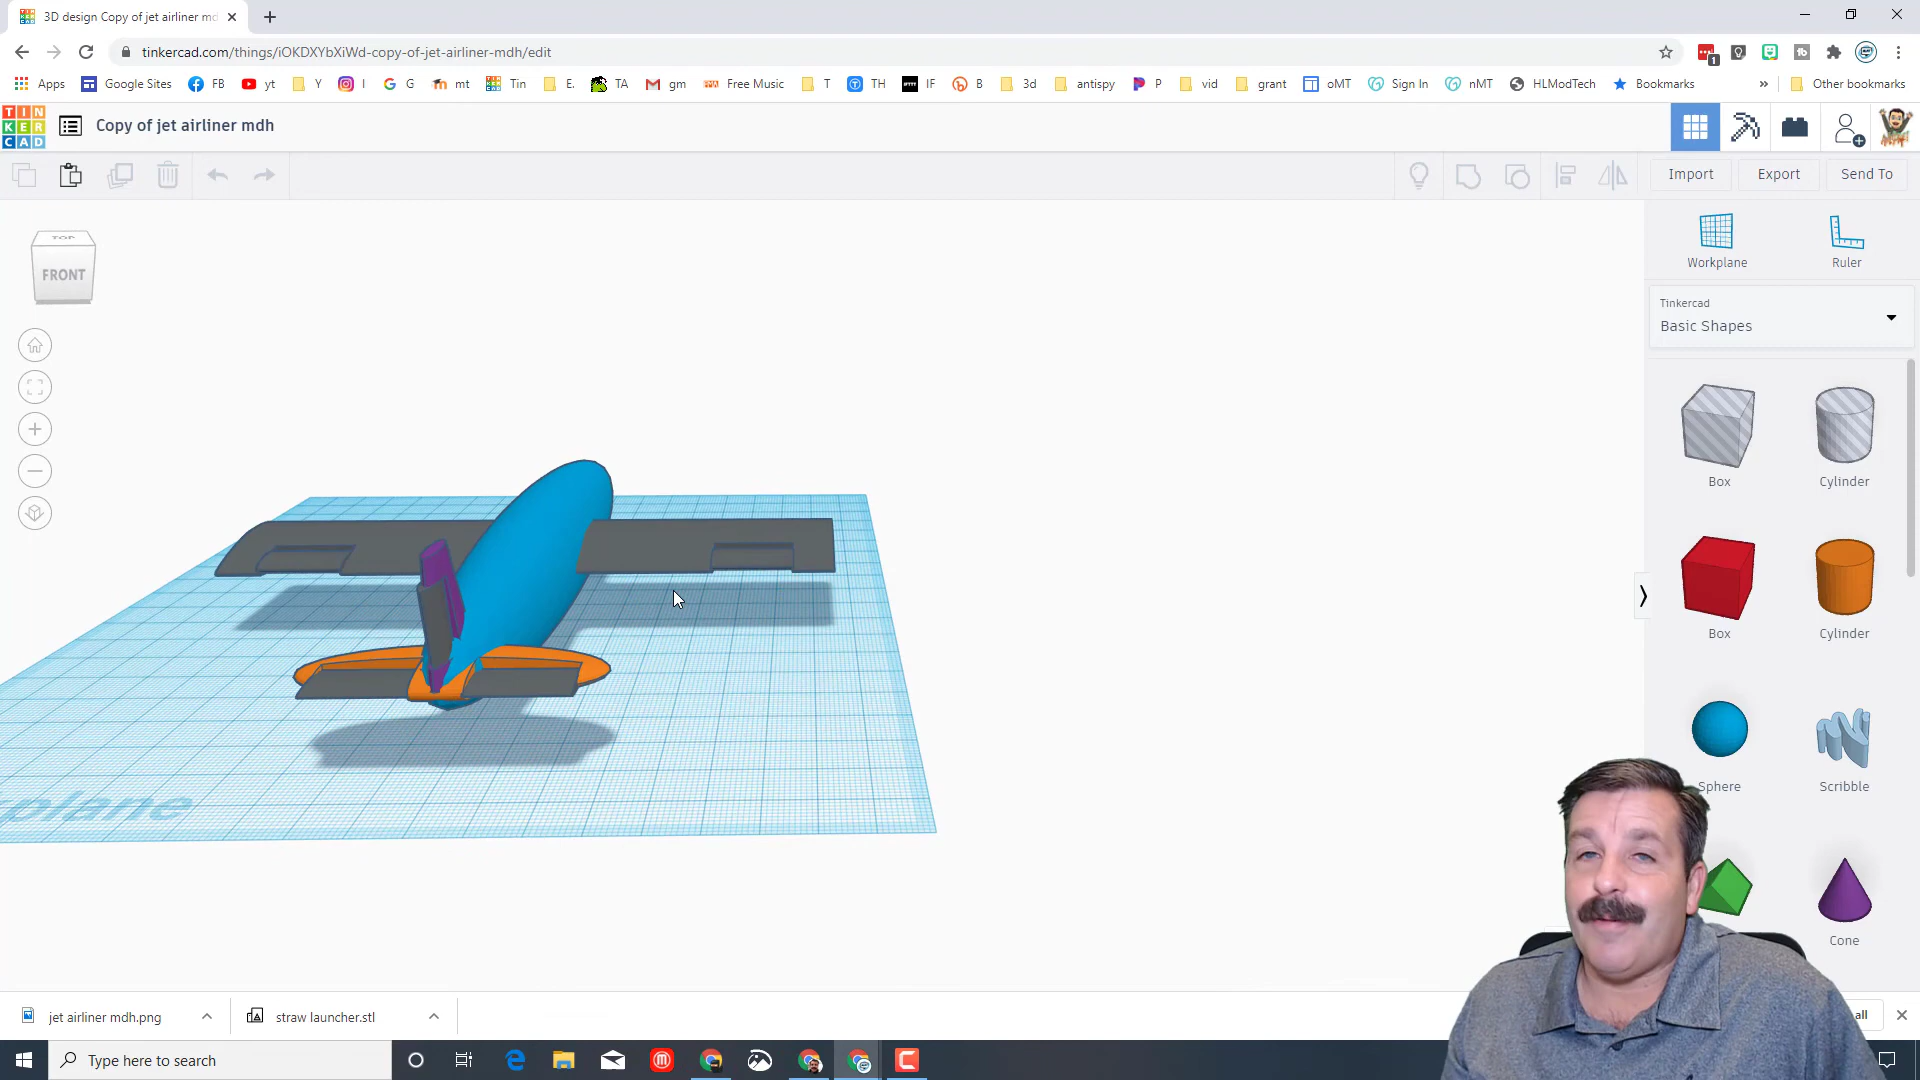 3D design Copy of jet airliner md
tinkercad.com/things/iOKDXYbXiWd-copy-of-jet-airliner-mdh/edit
Apps Google Sites FB yt Y I G mt Tin E. TA gm Free Music T TH IF B 3d antispy P vid grant oMT Sign In nMT HLModTech Bookmarks » Other bookmarks
TIN
KER
CAD
Copy of jet airliner mdh
Import Export Send To
TOP
FRONT
Workplane Ruler
Tinkercad
Basic Shapes
Box Cylinder
Box Cylinder
Sphere Scribble
plane
Cone
jet airliner mdh.png straw launcher.stl all
Type here to search